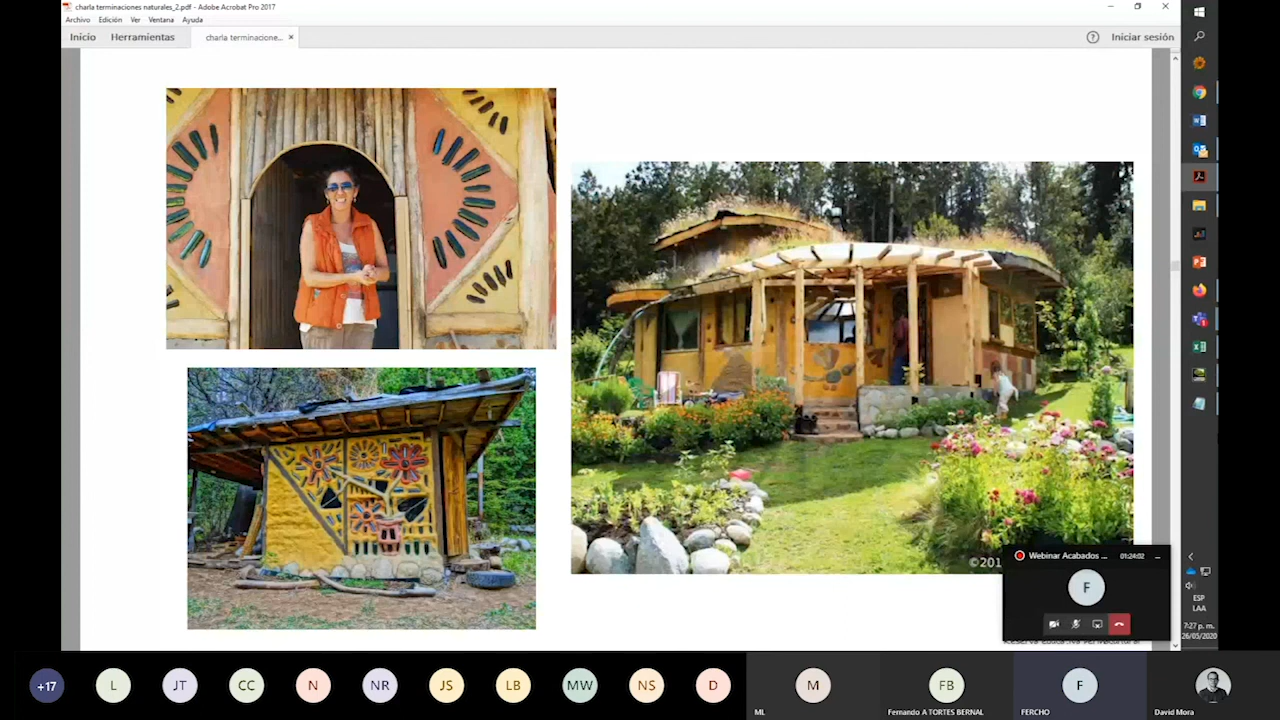 charla terminaciones naturales_2.pdf - Adobe Acrobat Pro 2017
Archivo Edición Ver Ventana Ayuda
Inicio Herramientas charla terminacione... × ? Iniciar sesión
©201
Webinar Acabados ... 01:24:02
F
ESP
LAA
7:27 p. m.
26/05/2020
+17 L JT CC N NR JS LB MW NS D M FB F
ML Fernando A TORTES BERNAL FERCHO David Mora